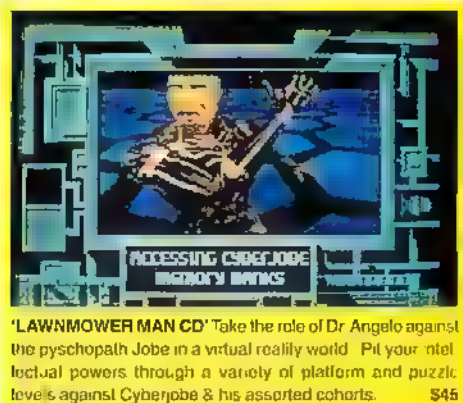 ACCESSING CYBERJOBE
MEMORY BANKS
'LAWNMOWER MAN CD' Take the role of Dr Angelo against
the pyschopath Jobe in a virtual reality world Pit your intel
lectual powers through a variety of platform and puzzle
levels against Cyberjobe & his assorted cohorts. $45